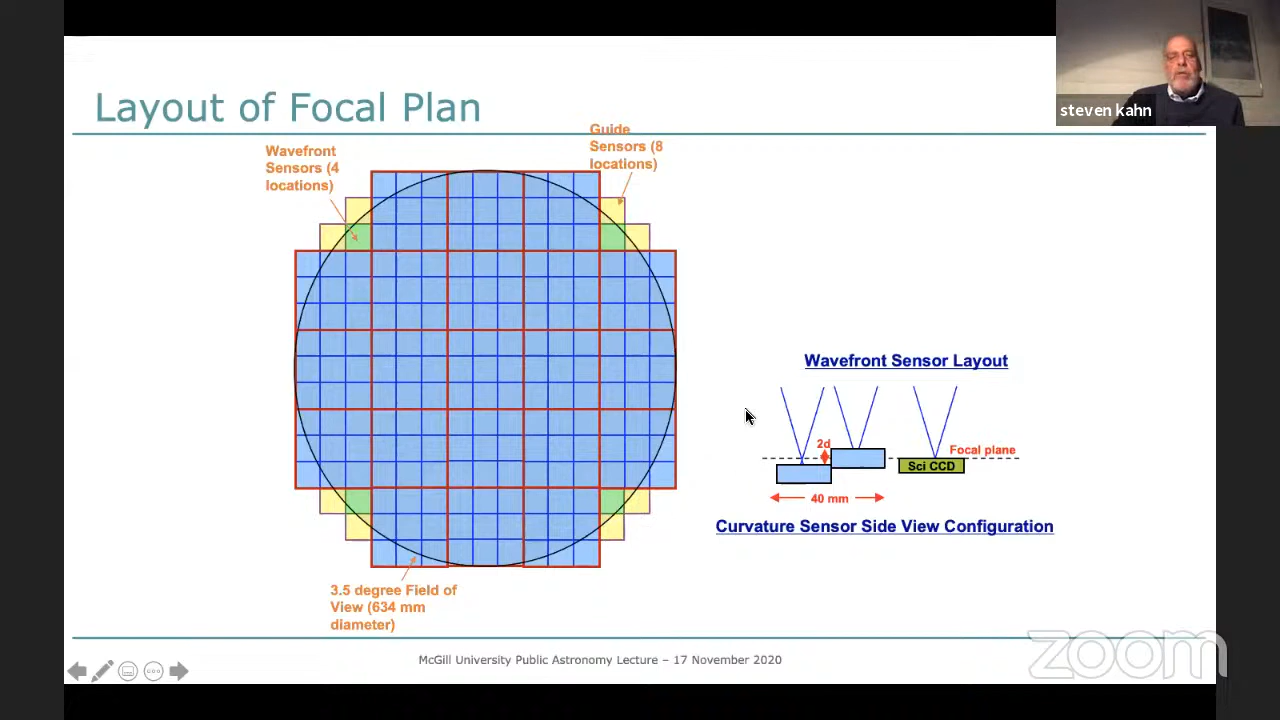 steven kahn
Layout of Focal Plan
Wavefront
Sensors (4
locations)
Guide
Sensors (8
locations)
3.5 degree Field of
View (634 mm
diameter)
Wavefront Sensor Layout
2d
Focal plane
Sci CCD
40 mm
Curvature Sensor Side View Configuration
McGill University Public Astronomy Lecture – 17 November 2020
zoom